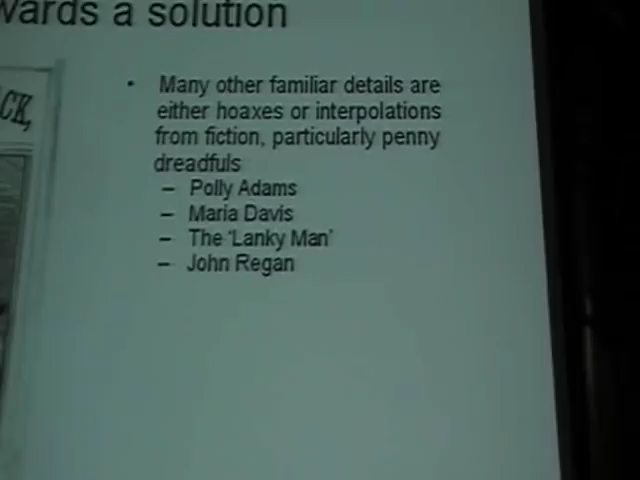 wards a solution
CK,
• Many other familiar details are
either hoaxes or interpolations
from fiction, particularly penny
dreadfuls
– Polly Adams
– Maria Davis
– The ‘Lanky Man’
– John Regan